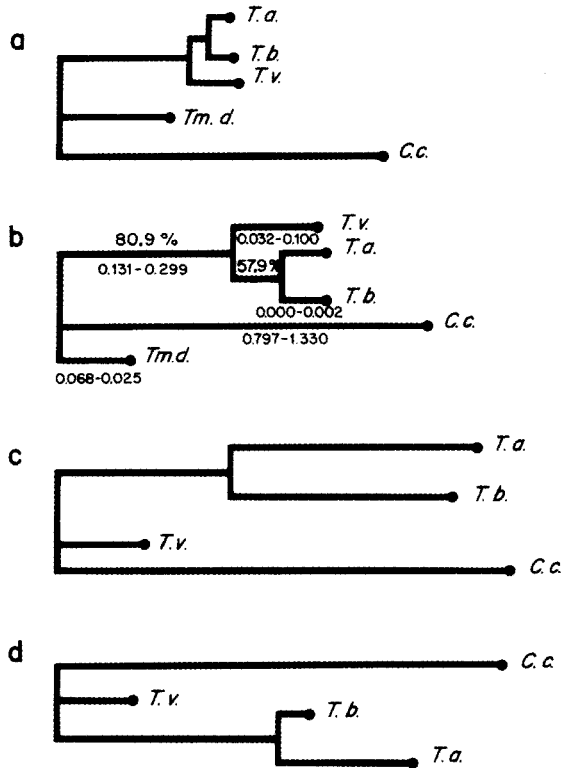 a
T. a.
T. b.
T. v.
Tm. d.
C.c.
b
80.9 %
0.131-0.299
0.032-0.100
T. v.
T. a.
57.9%
T. b.
0.000-0.002
C.c.
0.797-1.330
Tm.d.
0.068-0.025
c
T. a.
T. b.
T.v.
C.c.
d
C.c.
T.v.
T. b.
T. a.